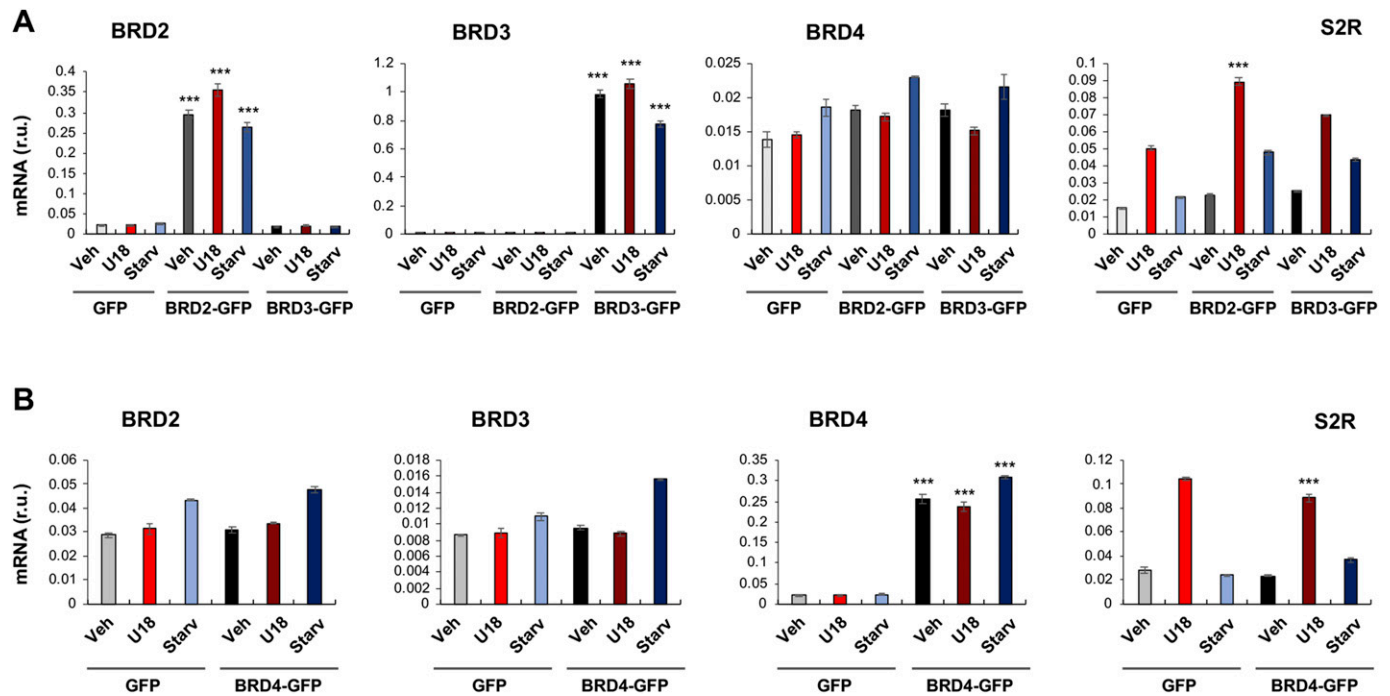 A
BRD2 BRD3 BRD4 S2R
mRNA (r.u.)
0.4 0.35 0.3 0.25 0.2 0.15 0.1 0.05 0
*** *** ***
Veh U18 Starv Veh U18 Starv Veh U18 Starv
GFP BRD2-GFP BRD3-GFP
1.2 1 0.8 0.6 0.4 0.2 0
*** *** ***
Veh U18 Starv Veh U18 Starv Veh U18 Starv
GFP BRD2-GFP BRD3-GFP
0.025 0.02 0.015 0.01 0.005 0
Veh U18 Starv Veh U18 Starv Veh U18 Starv
GFP BRD2-GFP BRD3-GFP
0.1 0.09 0.08 0.07 0.06 0.05 0.04 0.03 0.02 0.01 0
***
Veh U18 Starv Veh U18 Starv Veh U18 Starv
GFP BRD2-GFP BRD3-GFP
B
BRD2 BRD3 BRD4 S2R
mRNA (r.u.)
0.06 0.05 0.04 0.03 0.02 0.01 0
Veh U18 Starv Veh U18 Starv
GFP BRD4-GFP
0.018 0.016 0.014 0.012 0.01 0.008 0.006 0.004 0.002 0
Veh U18 Starv Veh U18 Starv
GFP BRD4-GFP
0.35 0.3 0.25 0.2 0.15 0.1 0.05 0
*** *** ***
Veh U18 Starv Veh U18 Starv
GFP BRD4-GFP
0.12 0.1 0.08 0.06 0.04 0.02 0
***
Veh U18 Starv Veh U18 Starv
GFP BRD4-GFP